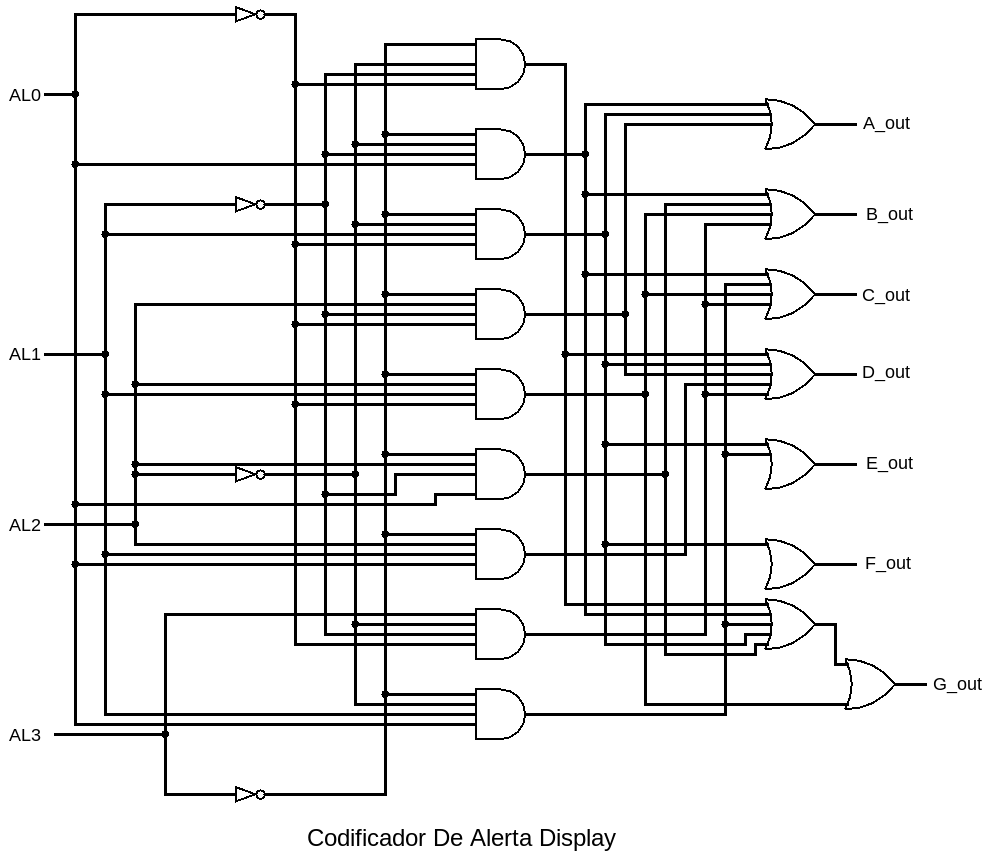 AL0
A_out
B_out
C_out
AL1
D_out
E_out
AL2
F_out
G_out
AL3
Codificador De Alerta Display